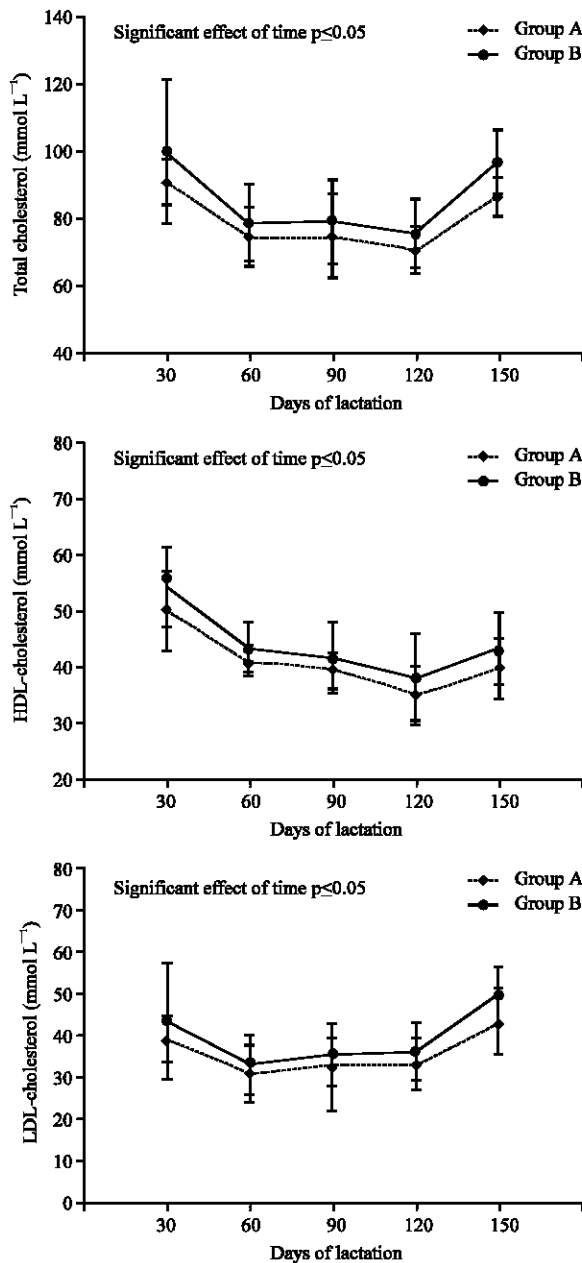 Significant effect of time p≤0.05
Group A
Group B
Total cholesterol (mmol L⁻¹)
140
120
100
80
60
40
30 60 90 120 150
Days of lactation
Significant effect of time p≤0.05
Group A
Group B
HDL-cholesterol (mmol L⁻¹)
80
70
60
50
40
30
20
30 60 90 120 150
Days of lactation
Significant effect of time p≤0.05
Group A
Group B
LDL-cholesterol (mmol L⁻¹)
80
70
60
50
40
30
20
10
0
30 60 90 120 150
Days of lactation